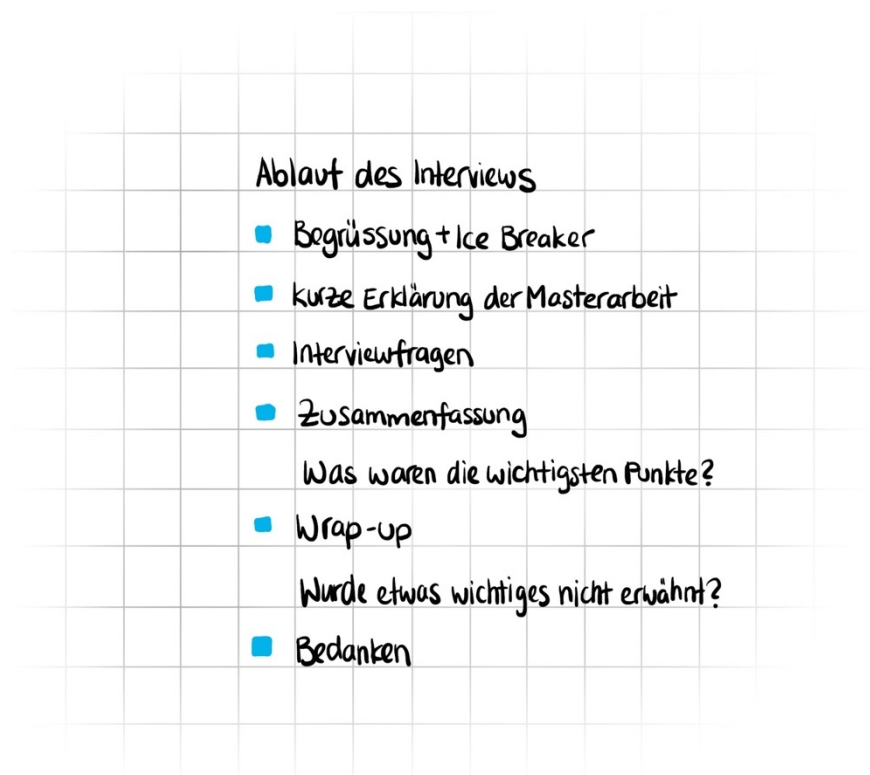 Ablauf des Interviews
Begrüssung + Ice Breaker
kurze Erklärung der Masterarbeit
Interviewfragen
Zusammenfassung
Was waren die wichtigsten Punkte?
Wrap-up
Wurde etwas wichtiges nicht erwähnt?
Bedanken